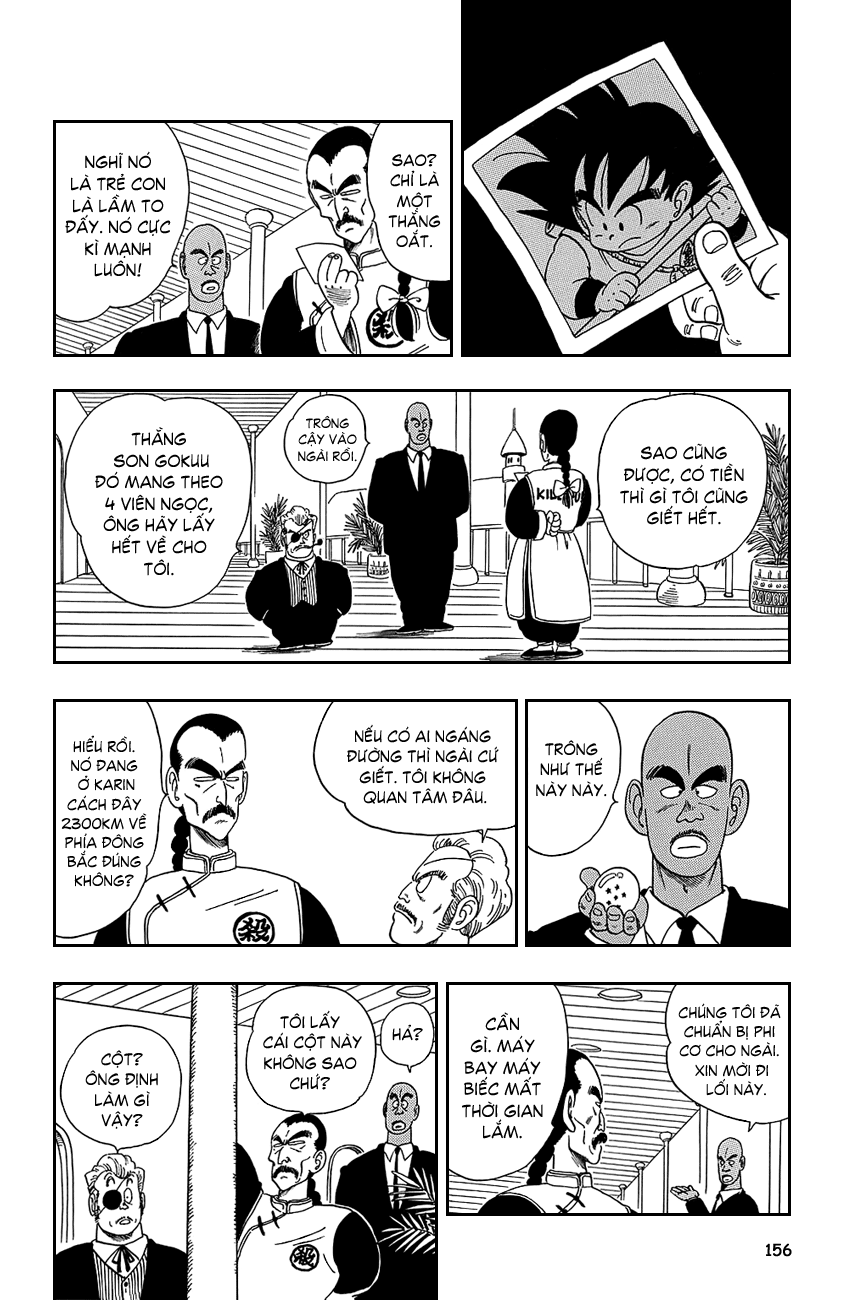 SAO?
CHỈ LÀ
MỘT
THẰNG
OẮT.
NGHĨ NÓ
LÀ TRẺ CON
LÀ LẦM TO
ĐẤY. NÓ CỰC
KÌ MẠNH
LUÔN!
殺
SAO CŨNG
ĐƯỢC, CÓ TIỀN
THÌ GÌ TÔI CŨNG
GIẾT HẾT.
TRÔNG
CẬY VÀO
NGÀI RỒI.
THẰNG
SON GOKUU
ĐÓ MANG THEO
4 VIÊN NGỌC,
ÔNG HÃY LẤY
HẾT VỀ CHO
TÔI.
TRÔNG
NHƯ THẾ
NÀY NÀY.
NẾU CÓ AI NGÁNG
ĐƯỜNG THÌ NGÀI CỨ
GIẾT. TÔI KHÔNG
QUAN TÂM ĐÂU.
HIỂU RỒI.
NÓ ĐANG
Ở KARIN
CÁCH ĐÂY
2300KM VỀ
PHÍA ĐÔNG
BẮC ĐÚNG
KHÔNG?
殺
CHÚNG TÔI ĐÃ
CHUẨN BỊ PHI
CƠ CHO NGÀI.
XIN MỜI ĐI
LỐI NÀY.
CẦN
GÌ. MÁY
BAY MÁY
BIẾC MẤT
THỜI GIAN
LẮM.
HẢ?
TÔI LẤY
CÁI CỘT NÀY
KHÔNG SAO
CHỨ?
CỘT?
ÔNG ĐỊNH
LÀM GÌ
VẬY?
殺
156